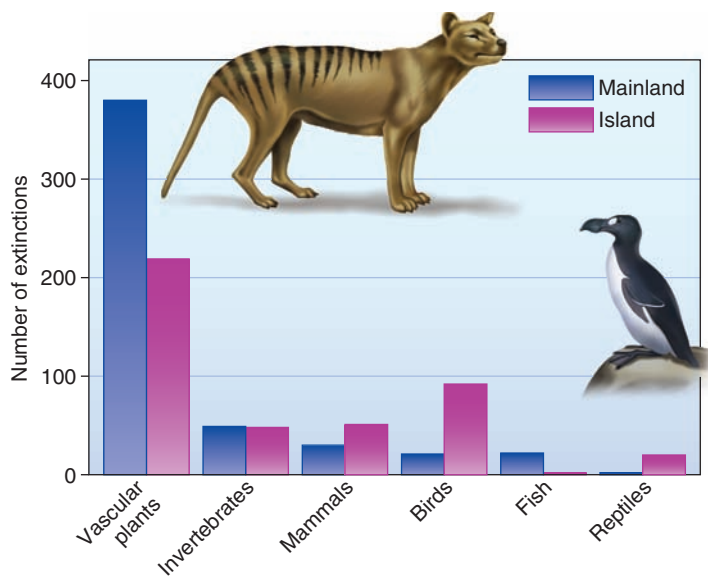 Number of extinctions
400
300
200
100
0
Mainland
Island
Vascular
plants
Invertebrates
Mammals
Birds
Fish
Reptiles